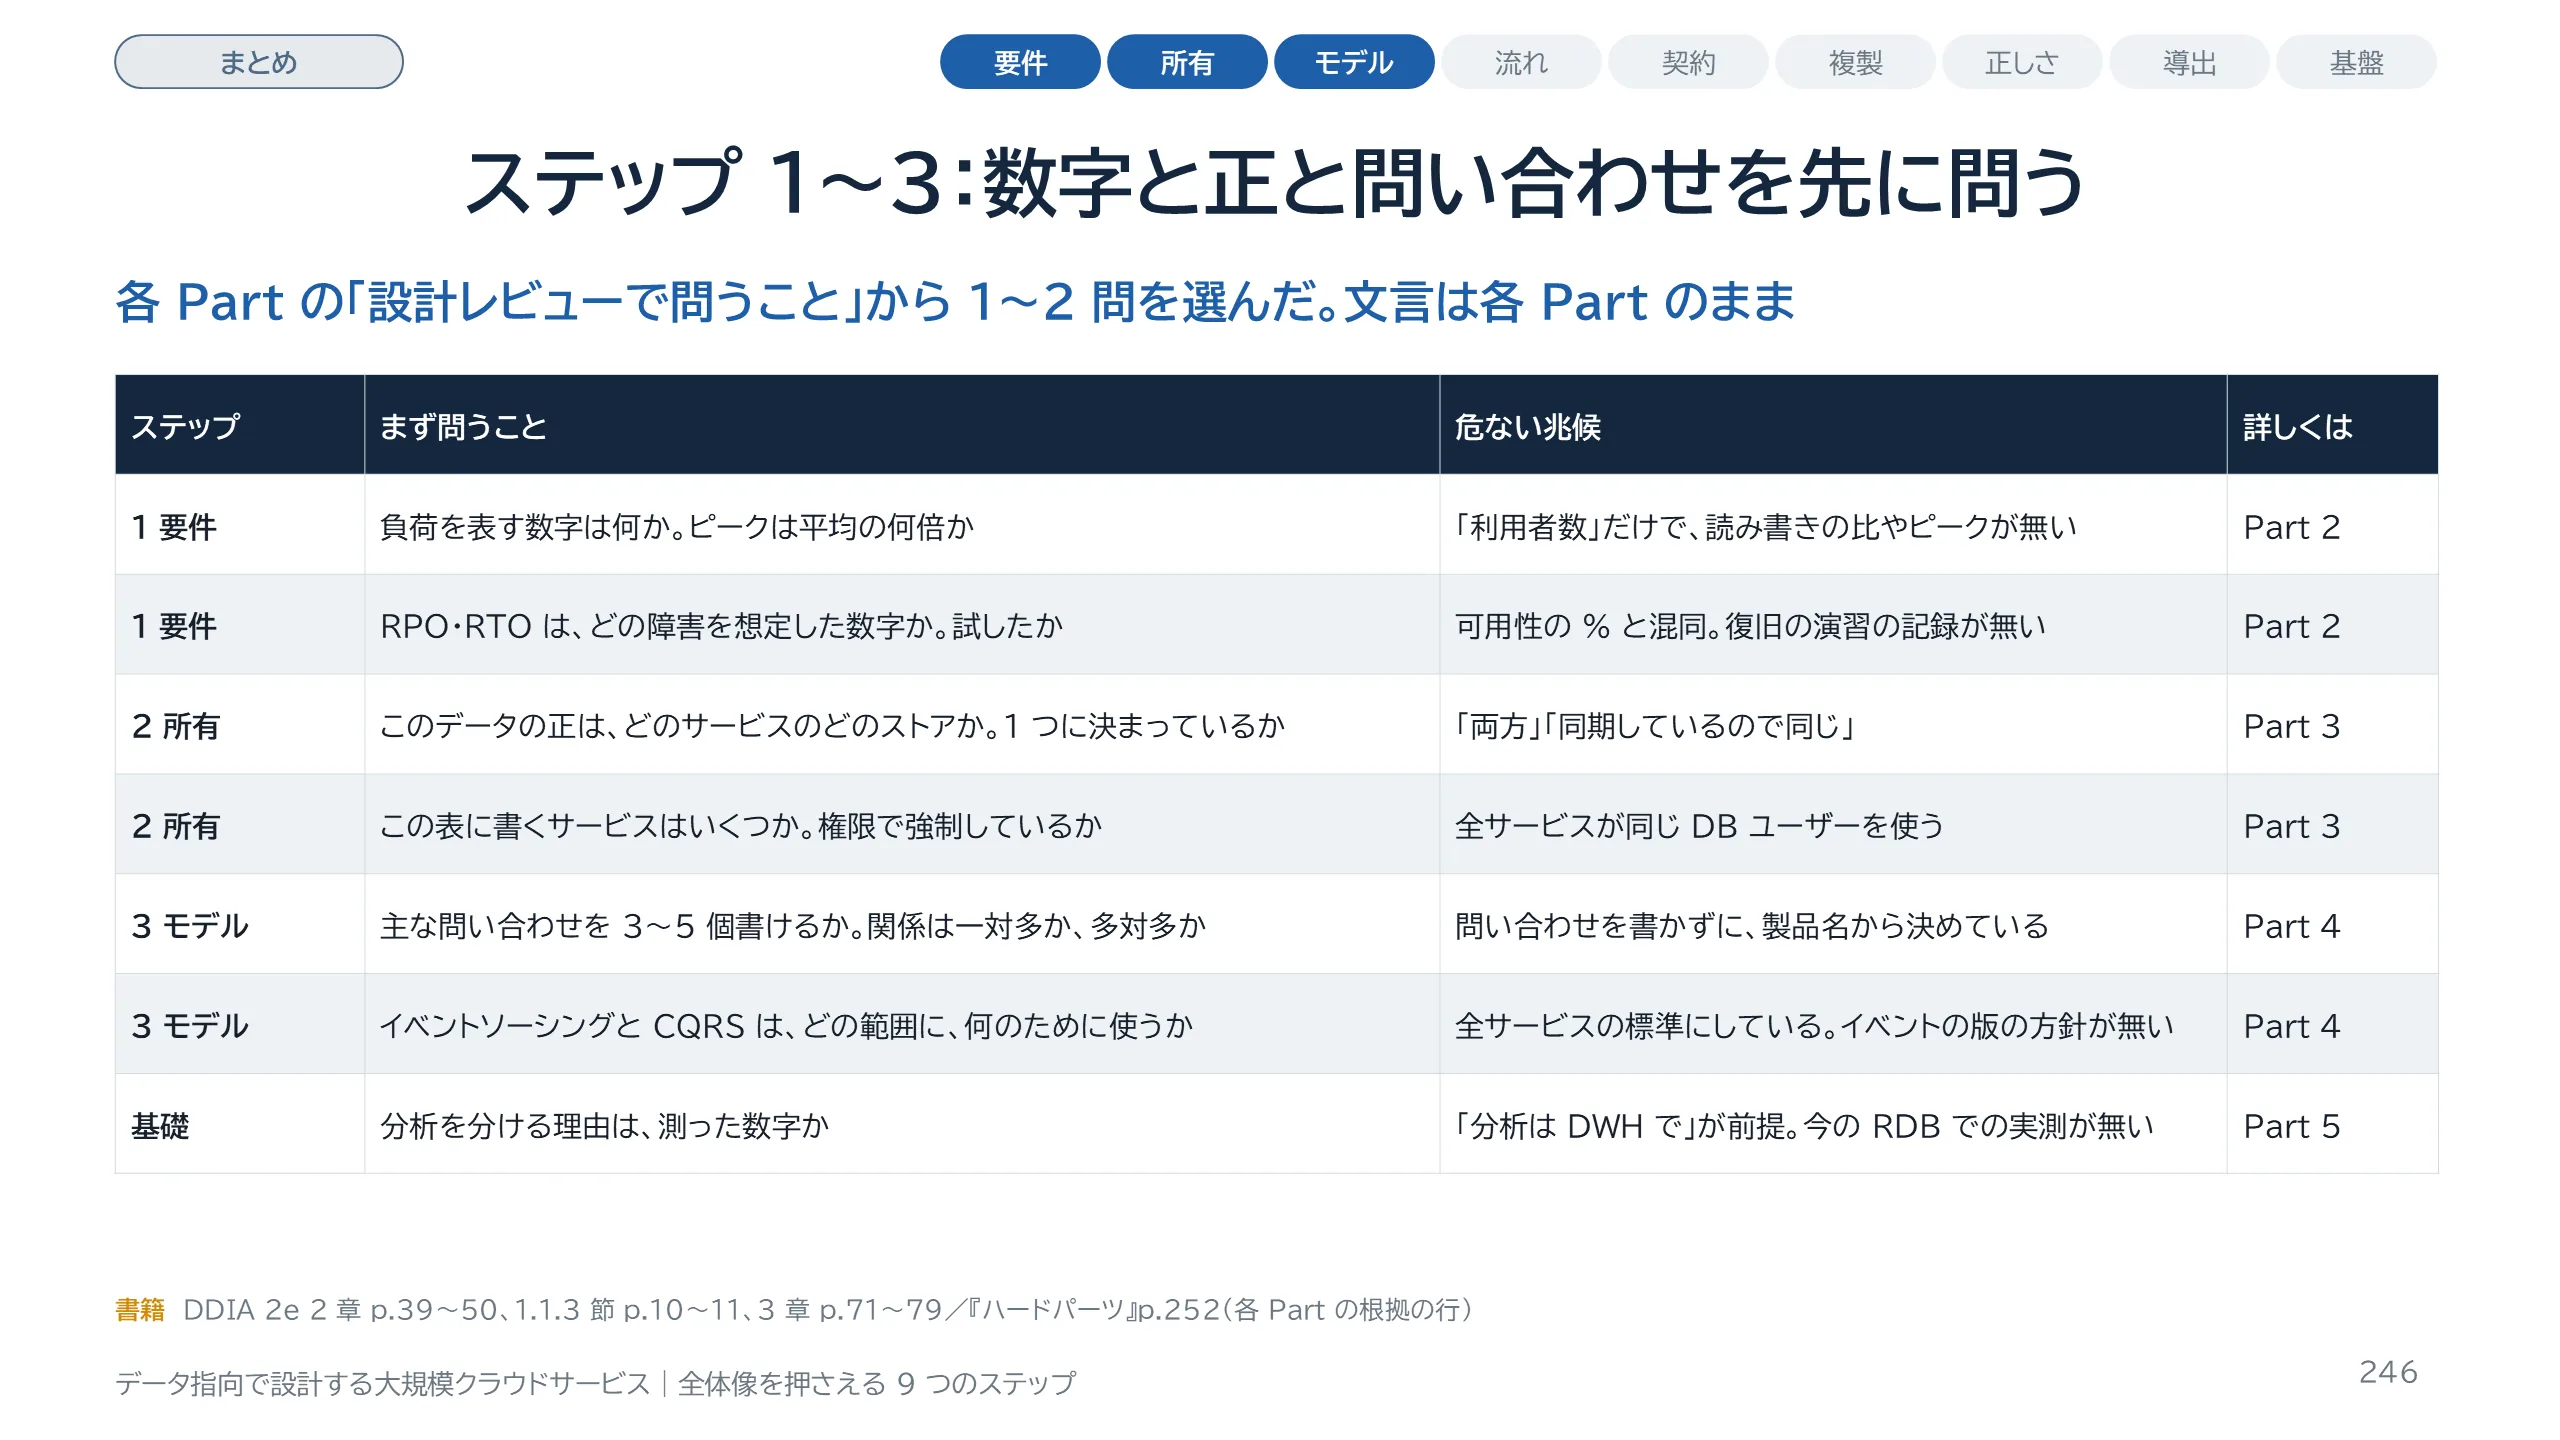 まとめ
要件 所有 モデル 流れ 契約 複製 正しさ 導出 基盤
ステップ 1〜3：数字と正と問い合わせを先に問う
各 Part の「設計レビューで問うこと」から 1〜2 問を選んだ。文言は各 Part のまま
ステップ まず問うこと 危ない兆候 詳しくは
1 要件 負荷を表す数字は何か。ピークは平均の何倍か 「利用者数」だけで、読み書きの比やピークが無い Part 2
1 要件 RPO・RTO は、どの障害を想定した数字か。試したか 可用性の % と混同。復旧の演習の記録が無い Part 2
2 所有 このデータの正は、どのサービスのどのストアか。1 つに決まっているか 「両方」「同期しているので同じ」 Part 3
2 所有 この表に書くサービスはいくつか。権限で強制しているか 全サービスが同じ DB ユーザーを使う Part 3
3 モデル 主な問い合わせを 3〜5 個書けるか。関係は一対多か、多対多か 問い合わせを書かずに、製品名から決めている Part 4
3 モデル イベントソーシングと CQRS は、どの範囲に、何のために使うか 全サービスの標準にしている。イベントの版の方針が無い Part 4
基礎 分析を分ける理由は、測った数字か 「分析は DWH で」が前提。今の RDB での実測が無い Part 5
書籍 DDIA 2e 2 章 p.39〜50、1.1.3 節 p.10〜11、3 章 p.71〜79／『ハードパーツ』p.252（各 Part の根拠の行）
データ指向で設計する大規模クラウドサービス｜全体像を押さえる 9 つのステップ
246